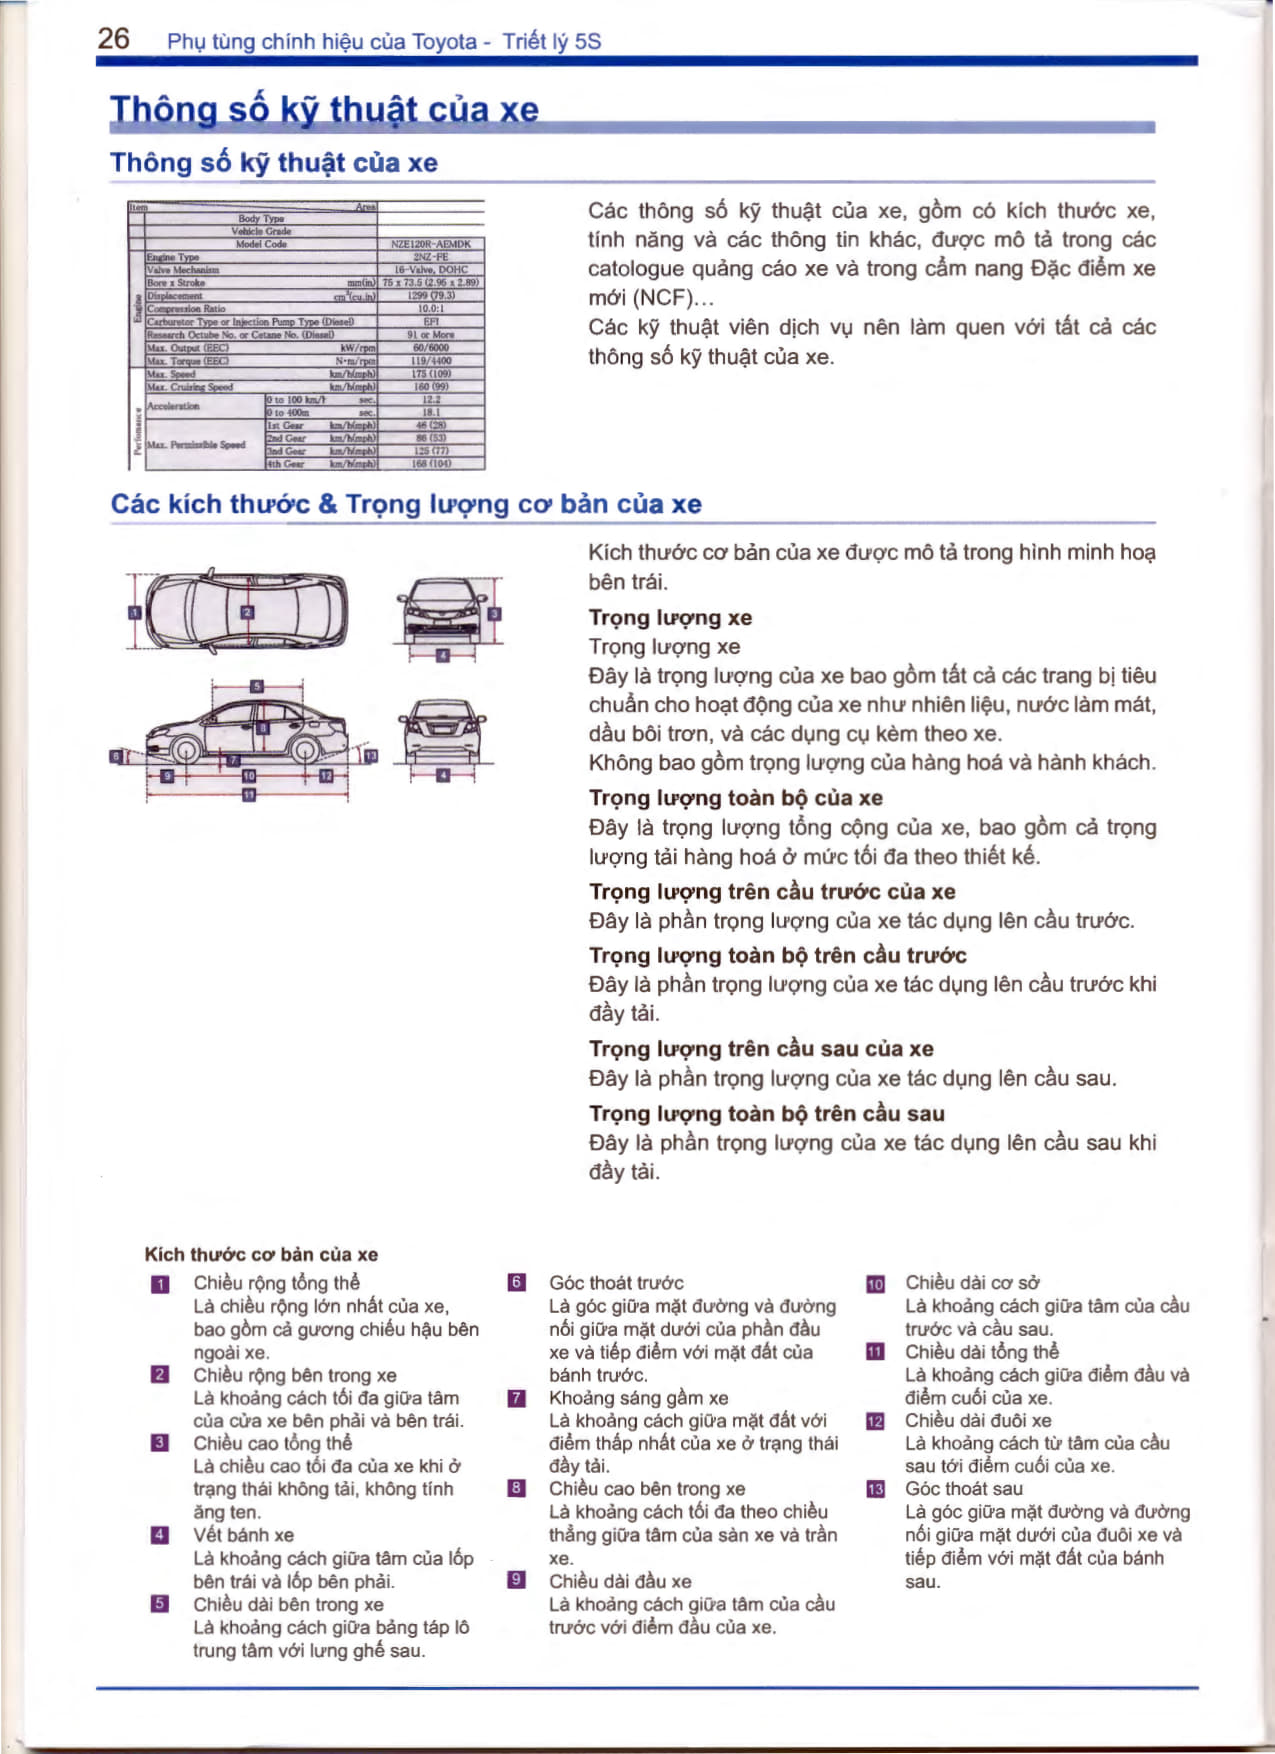 26 Phụ tùng chính hiệu của Toyota - Triết lý 5S
Thông số kỹ thuật của xe
Thông số kỹ thuật của xe
Item Area
Body Type
Vehicle Grade
Model Code NZE120R-AEMDK
Engine
Engine Type 2NZ-FE
Valve Mechanism 16-Valve, DOHC
Bore x Stroke mm(in) 75 x 73.5 (2.95 x 2.89)
Displacement cm³(cu.in) 1299 (79.3)
Compression Ratio 10.0:1
Carburetor Type or Injection Pump Type (Diesel) EFI
Research Octube No. or Cetane No. (Diesel) 91 or More
Max. Output (EEC) kW/rpm 60/6000
Max. Torque (EEC) N·m/rpm 119/4400
Performance
Max. Speed km/h(mph) 175 (109)
Max. Cruising Speed km/h(mph) 160 (99)
Acceleration
0 to 100 km/h sec. 12.2
0 to 400m sec. 18.1
Max. Permissible Speed
1st Gear km/h(mph) 46 (28)
2nd Gear km/h(mph) 86 (53)
3nd Gear km/h(mph) 125 (77)
4th Gear km/h(mph) 168 (104)
Các thông số kỹ thuật của xe, gồm có kích thước xe,
tính năng và các thông tin khác, được mô tả trong các
catologue quảng cáo xe và trong cẩm nang Đặc điểm xe
mới (NCF)...
Các kỹ thuật viên dịch vụ nên làm quen với tất cả các
thông số kỹ thuật của xe.
Các kích thước & Trọng lượng cơ bản của xe
1
2
3
4
5
8
6
7
13
9
10
12
4
11
Kích thước cơ bản của xe được mô tả trong hình minh hoạ
bên trái.
Trọng lượng xe
Trọng lượng xe
Đây là trọng lượng của xe bao gồm tất cả các trang bị tiêu
chuẩn cho hoạt động của xe như nhiên liệu, nước làm mát,
dầu bôi trơn, và các dụng cụ kèm theo xe.
Không bao gồm trọng lượng của hàng hoá và hành khách.
Trọng lượng toàn bộ của xe
Đây là trọng lượng tổng cộng của xe, bao gồm cả trọng
lượng tải hàng hoá ở mức tối đa theo thiết kế.
Trọng lượng trên cầu trước của xe
Đây là phần trọng lượng của xe tác dụng lên cầu trước.
Trọng lượng toàn bộ trên cầu trước
Đây là phần trọng lượng của xe tác dụng lên cầu trước khi
đầy tải.
Trọng lượng trên cầu sau của xe
Đây là phần trọng lượng của xe tác dụng lên cầu sau.
Trọng lượng toàn bộ trên cầu sau
Đây là phần trọng lượng của xe tác dụng lên cầu sau khi
đầy tải.
Kích thước cơ bản của xe
1 Chiều rộng tổng thể
Là chiều rộng lớn nhất của xe,
bao gồm cả gương chiếu hậu bên
ngoài xe.
2 Chiều rộng bên trong xe
Là khoảng cách tối đa giữa tâm
của cửa xe bên phải và bên trái.
3 Chiều cao tổng thể
Là chiều cao tối đa của xe khi ở
trạng thái không tải, không tính
ăng ten.
4 Vết bánh xe
Là khoảng cách giữa tâm của lốp
bên trái và lốp bên phải.
5 Chiều dài bên trong xe
Là khoảng cách giữa bảng táp lô
trung tâm với lưng ghế sau.
6 Góc thoát trước
Là góc giữa mặt đường và đường
nối giữa mặt dưới của phần đầu
xe và tiếp điểm với mặt đất của
bánh trước.
7 Khoảng sáng gầm xe
Là khoảng cách giữa mặt đất với
điểm thấp nhất của xe ở trạng thái
đầy tải.
8 Chiều cao bên trong xe
Là khoảng cách tối đa theo chiều
thẳng giữa tâm của sàn xe và trần
xe.
9 Chiều dài đầu xe
Là khoảng cách giữa tâm của cầu
trước với điểm đầu của xe.
10 Chiều dài cơ sở
Là khoảng cách giữa tâm của cầu
trước và cầu sau.
11 Chiều dài tổng thể
Là khoảng cách giữa điểm đầu và
điểm cuối của xe.
12 Chiều dài đuôi xe
Là khoảng cách từ tâm của cầu
sau tới điểm cuối của xe.
13 Góc thoát sau
Là góc giữa mặt đường và đường
nối giữa mặt dưới của đuôi xe và
tiếp điểm với mặt đất của bánh
sau.